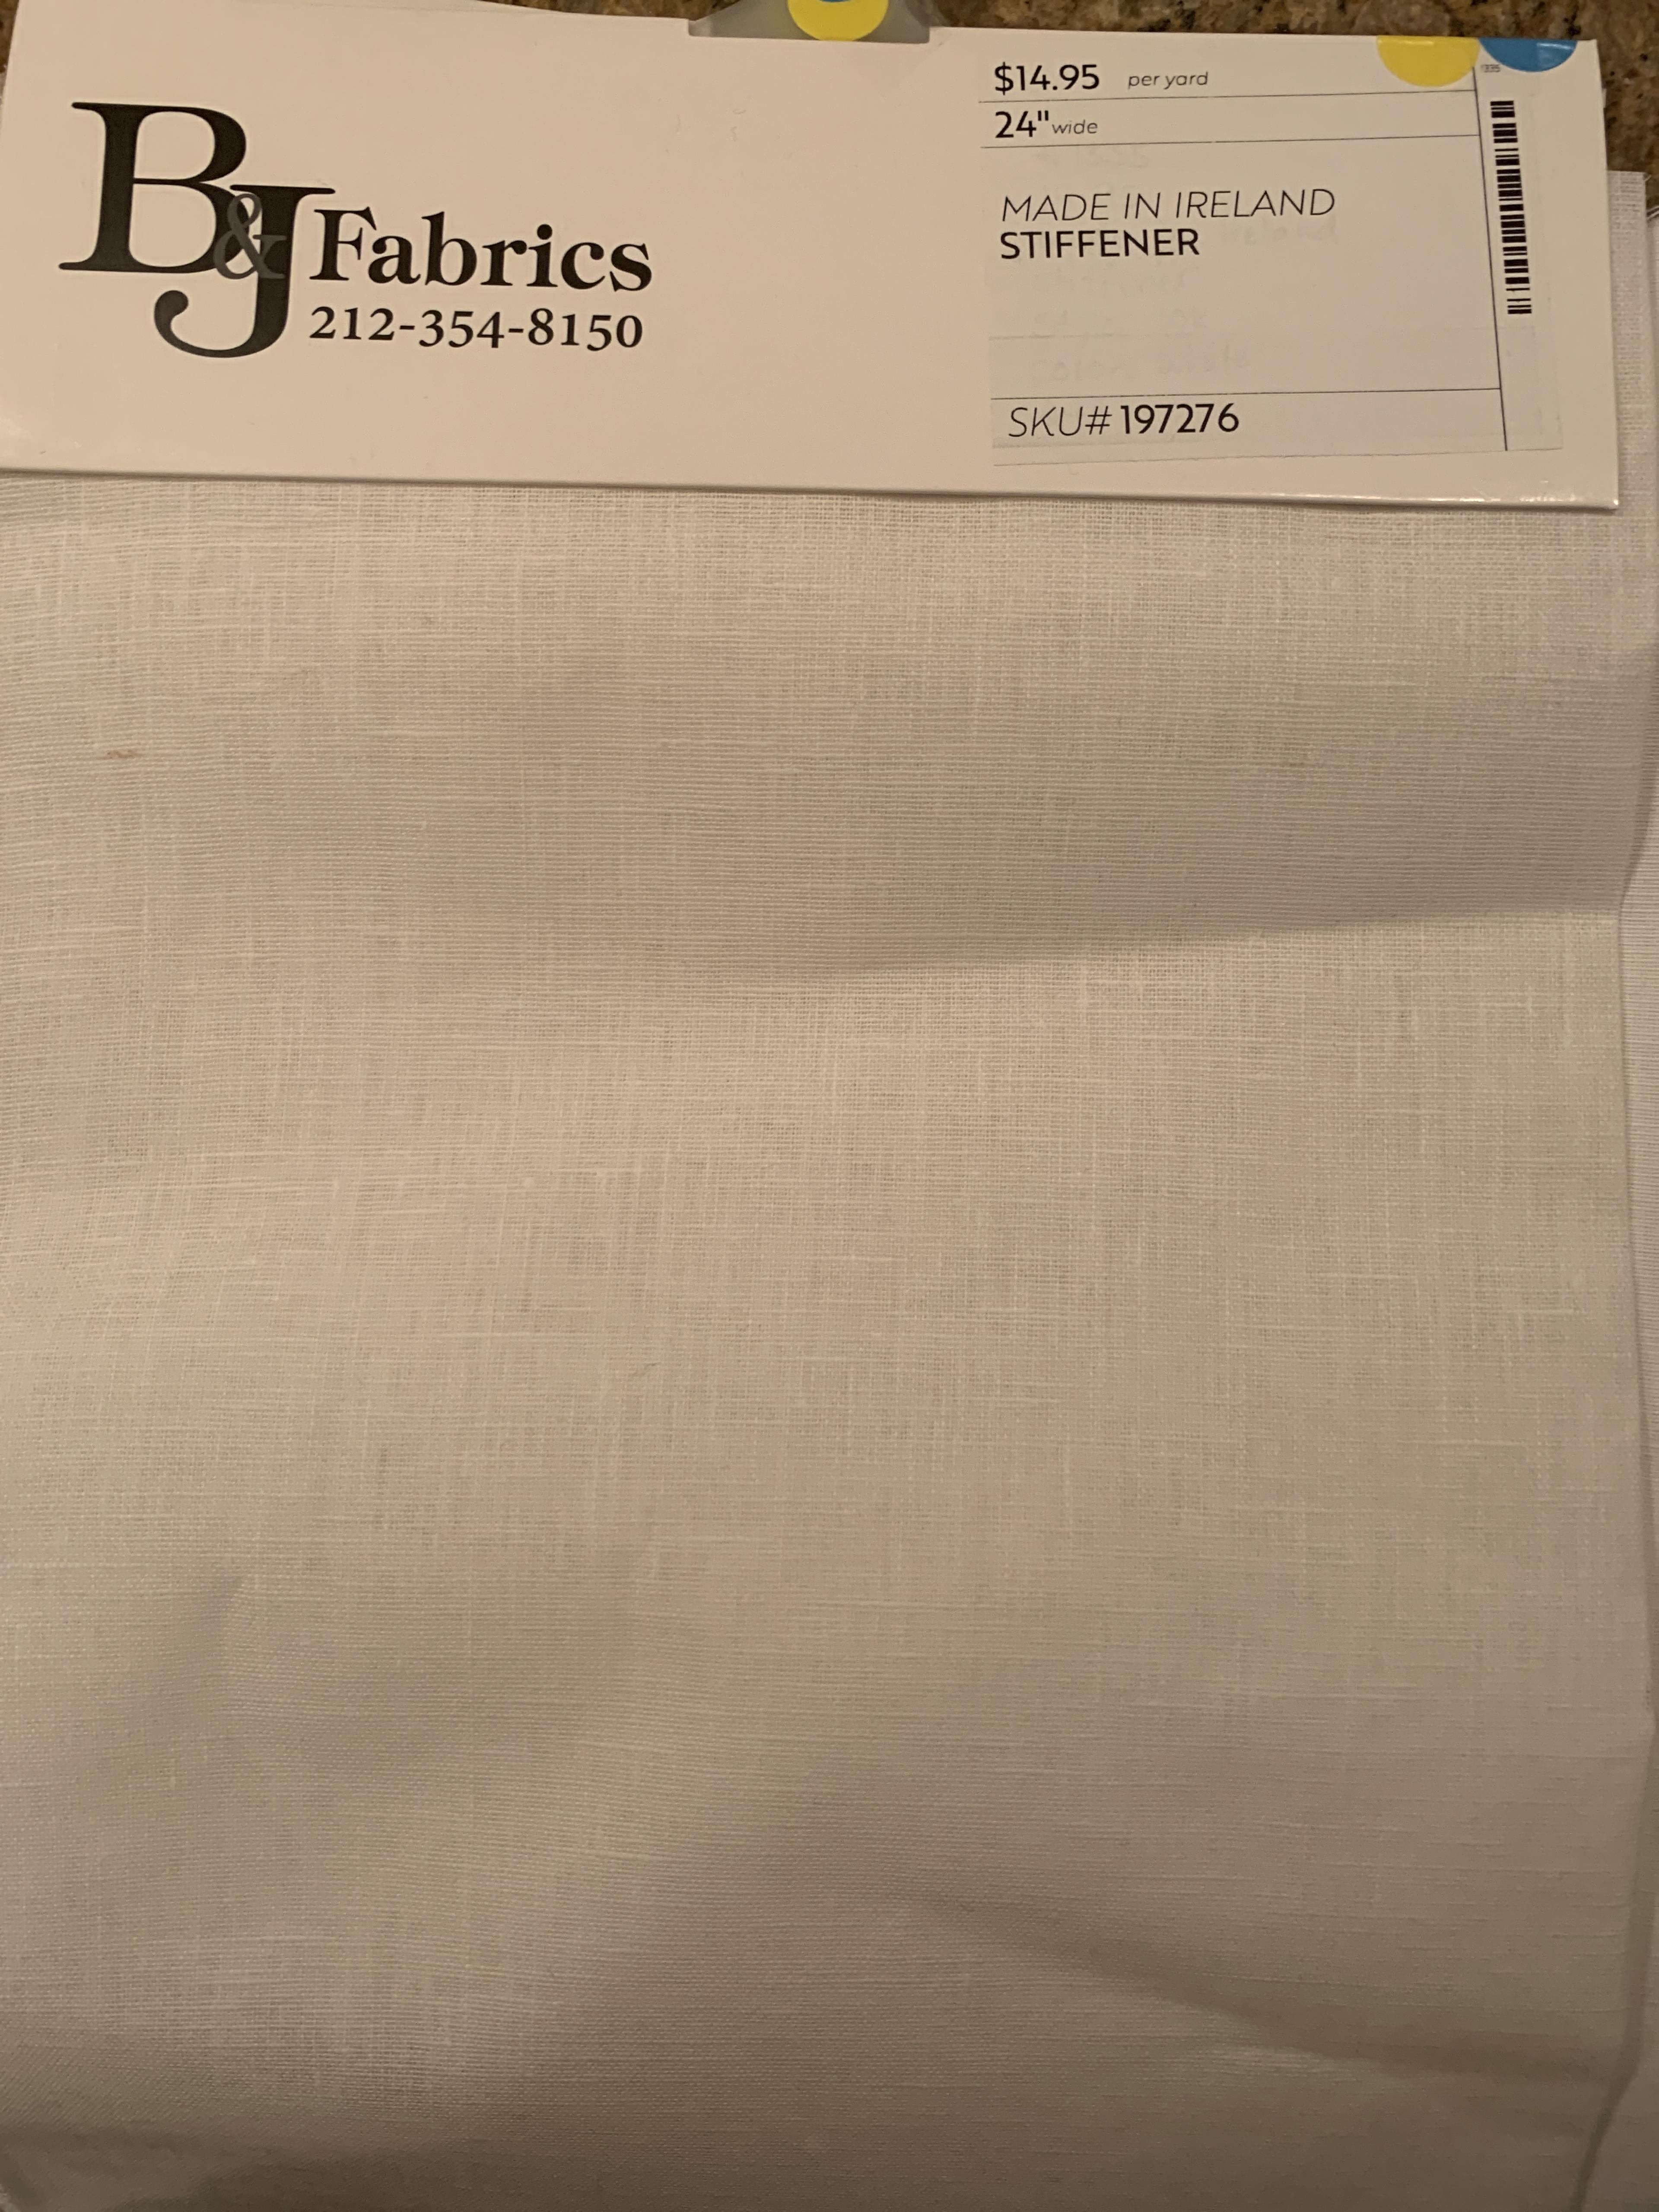 B&J Fabrics
212-354-8150
$14.95 per yard
24" wide
MADE IN IRELAND
STIFFENER
SKU# 197276